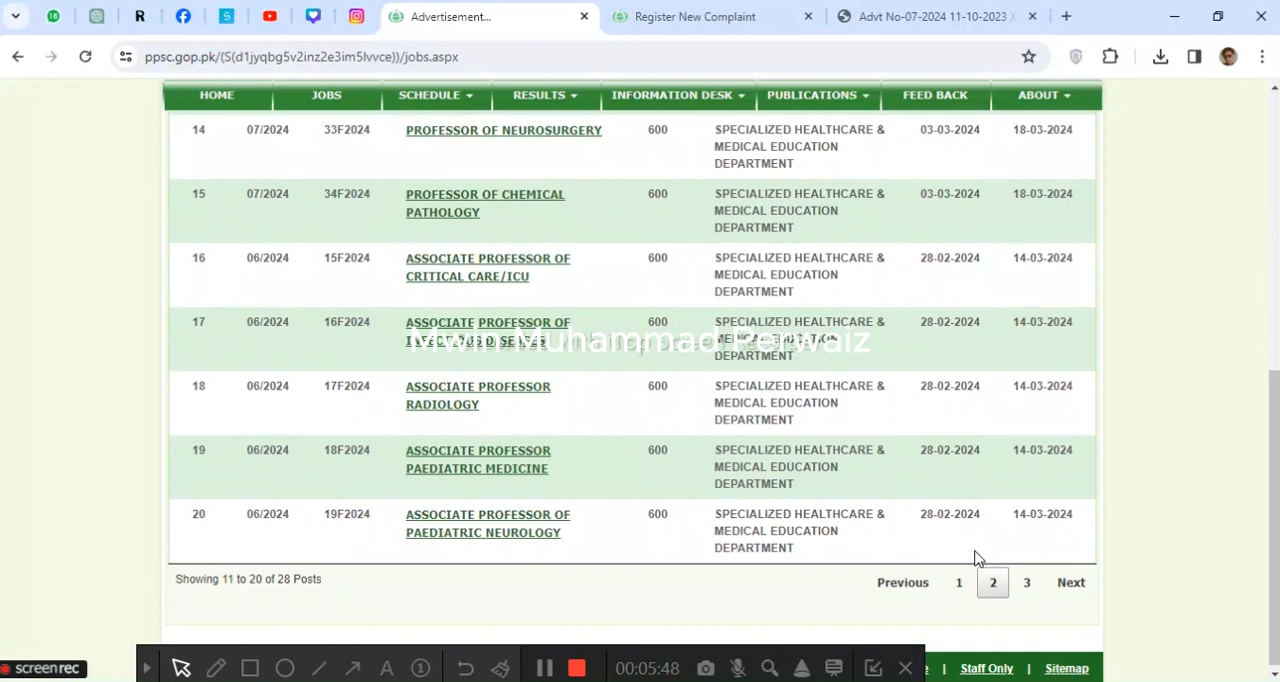 18
Advertisement...
Register New Complaint
Advt No-07-2024 11-10-2023
ppsc.gop.pk/(S(d1jyqbg5v2inz2e3im5lvvce))/jobs.aspx
HOME JOBS SCHEDULE RESULTS INFORMATION DESK PUBLICATIONS FEED BACK ABOUT
14 07/2024 33F2024 PROFESSOR OF NEUROSURGERY 600 SPECIALIZED HEALTHCARE & 03-03-2024 18-03-2024
MEDICAL EDUCATION
DEPARTMENT
15 07/2024 34F2024 PROFESSOR OF CHEMICAL 600 SPECIALIZED HEALTHCARE & 03-03-2024 18-03-2024
PATHOLOGY MEDICAL EDUCATION
DEPARTMENT
16 06/2024 15F2024 ASSOCIATE PROFESSOR OF 600 SPECIALIZED HEALTHCARE & 28-02-2024 14-03-2024
CRITICAL CARE/ICU MEDICAL EDUCATION
DEPARTMENT
17 06/2024 16F2024 ASSOCIATE PROFESSOR OF 600 SPECIALIZED HEALTHCARE & 28-02-2024 14-03-2024
INFECTIOUS DISEASES MEDICAL EDUCATION
Mwin Muhammad Perwaiz
DEPARTMENT
18 06/2024 17F2024 ASSOCIATE PROFESSOR 600 SPECIALIZED HEALTHCARE & 28-02-2024 14-03-2024
RADIOLOGY MEDICAL EDUCATION
DEPARTMENT
19 06/2024 18F2024 ASSOCIATE PROFESSOR 600 SPECIALIZED HEALTHCARE & 28-02-2024 14-03-2024
PAEDIATRIC MEDICINE MEDICAL EDUCATION
DEPARTMENT
20 06/2024 19F2024 ASSOCIATE PROFESSOR OF 600 SPECIALIZED HEALTHCARE & 28-02-2024 14-03-2024
PAEDIATRIC NEUROLOGY MEDICAL EDUCATION
DEPARTMENT
Showing 11 to 20 of 28 Posts Previous 1 2 3 Next
screenrec 00:05:48 | Staff Only | Sitemap